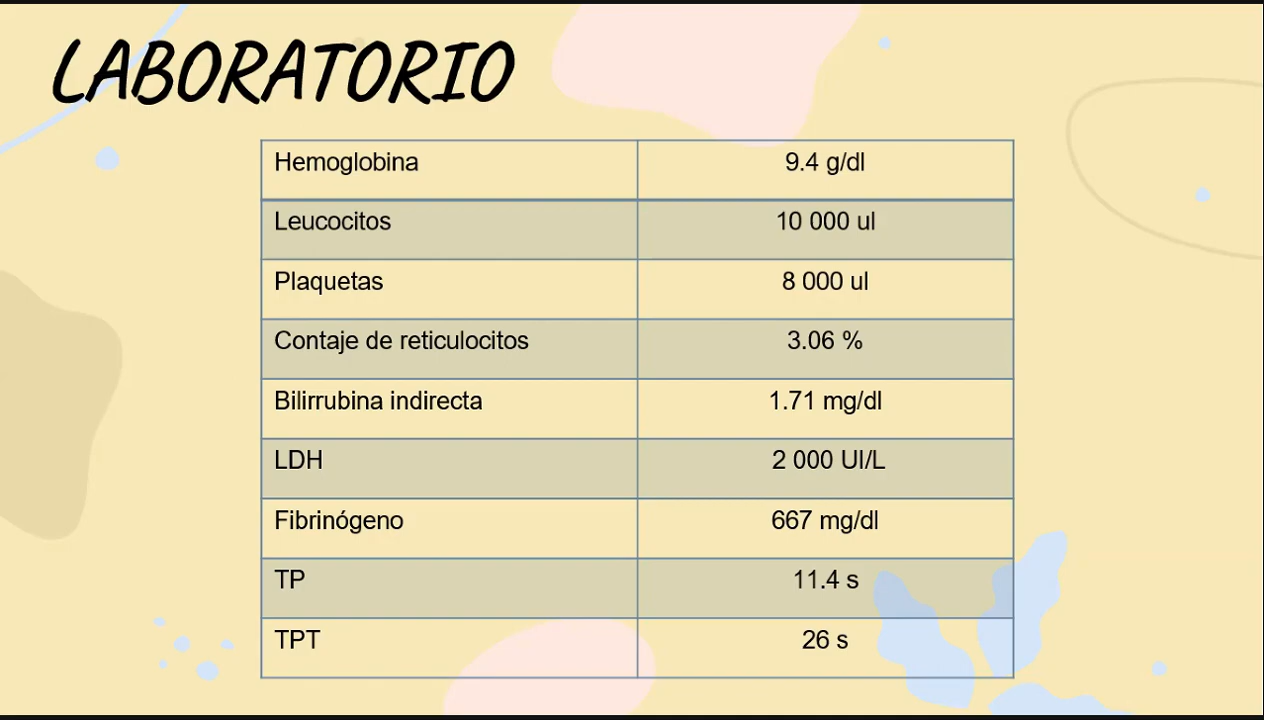 LABORATORIO
Hemoglobina 9.4 g/dl
Leucocitos 10 000 ul
Plaquetas 8 000 ul
Contaje de reticulocitos 3.06 %
Bilirrubina indirecta 1.71 mg/dl
LDH 2 000 UI/L
Fibrinógeno 667 mg/dl
TP 11.4 s
TPT 26 s